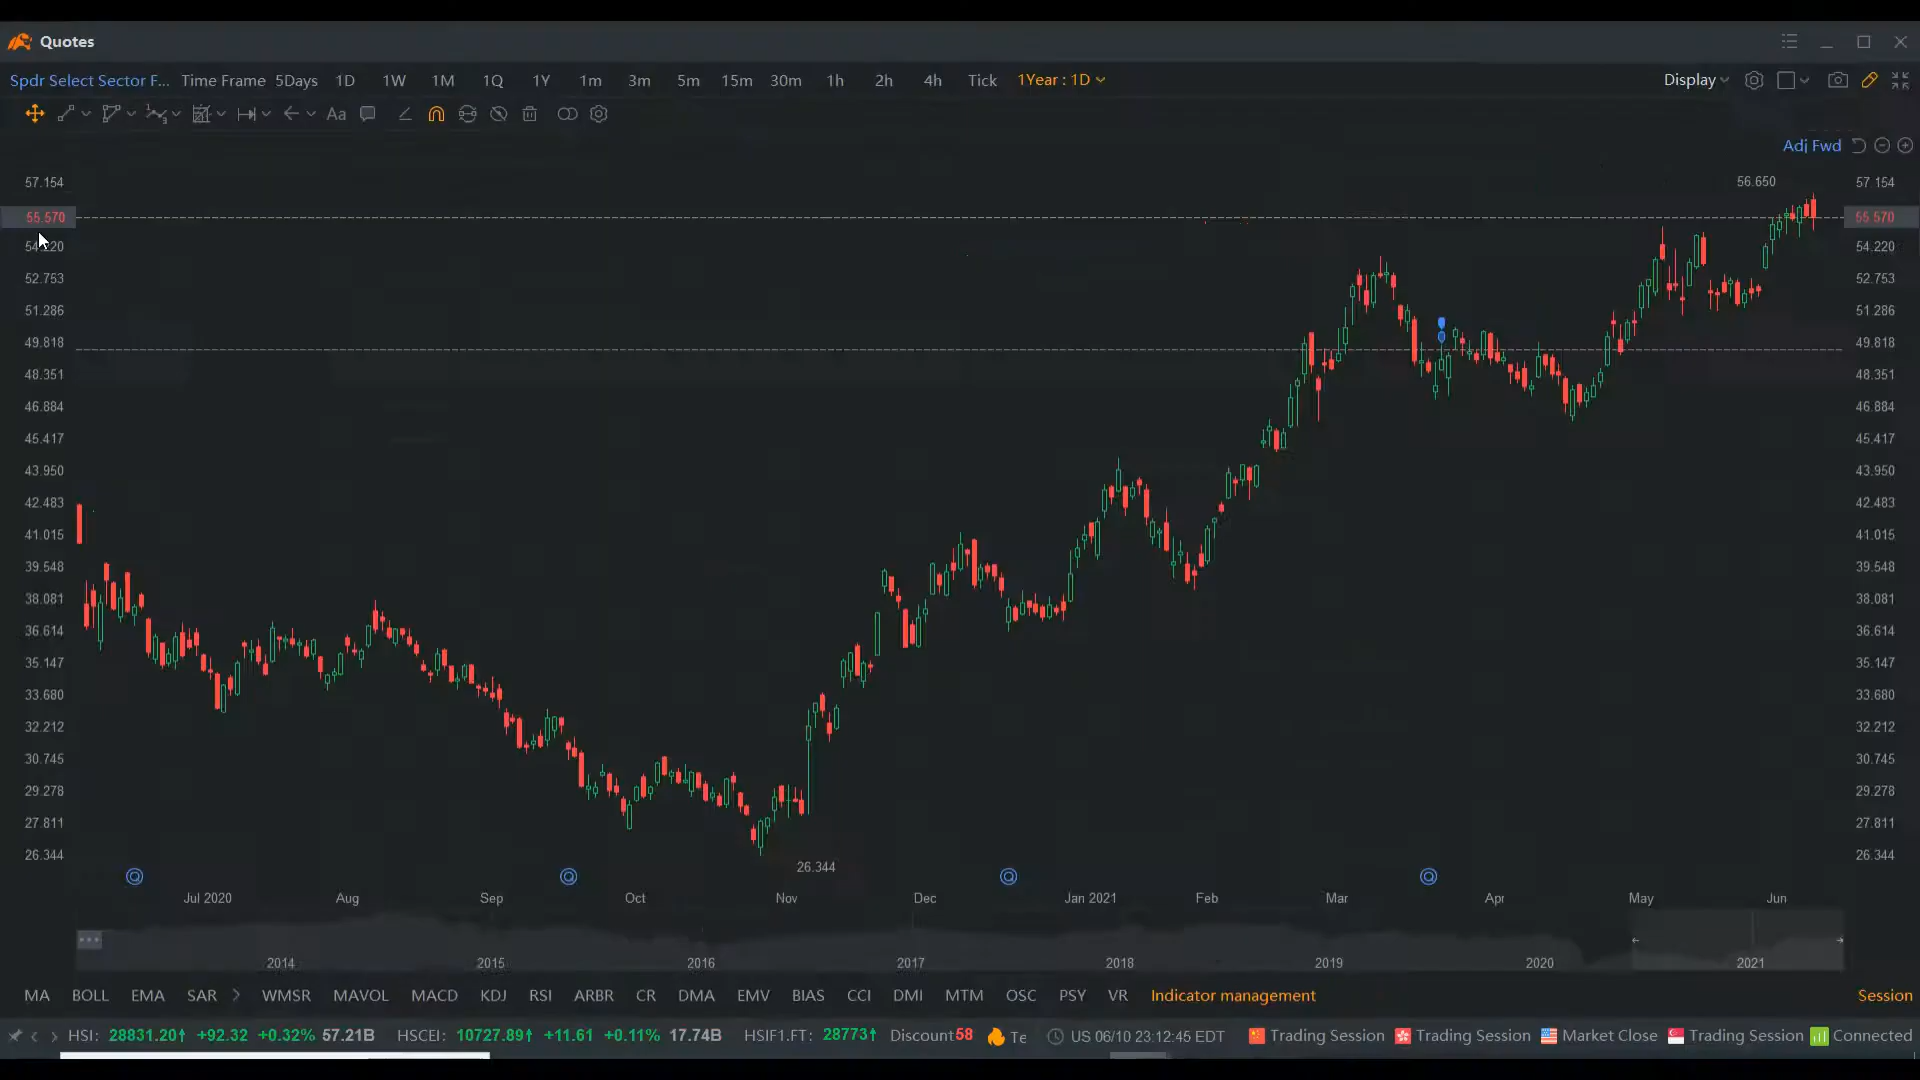 Quotes
Spdr Select Sector F... Time Frame 5Days 1D 1W 1M 1Q 1Y 1m 3m 5m 15m 30m 1h 2h 4h Tick 1Year : 1D Display
Aa
Adj Fwd
57.154 56.650 57.154
55.570 55.570
54.220 54.220
52.753 52.753
51.286 51.286
49.818 49.818
48.351 48.351
46.884 46.884
45.417 45.417
43.950 43.950
42.483 42.483
41.015 41.015
39.548 39.548
38.081 38.081
36.614 36.614
35.147 35.147
33.680 33.680
32.212 32.212
30.745 30.745
29.278 29.278
27.811 27.811
26.344 26.344
26.344
Jul 2020 Aug Sep Oct Nov Dec Jan 2021 Feb Mar Apr May Jun
2014 2015 2016 2017 2018 2019 2020 2021
MA BOLL EMA SAR WMSR MAVOL MACD KDJ RSI ARBR CR DMA EMV BIAS CCI DMI MTM OSC PSY VR Indicator management Session
HSI: 28831.20↑ +92.32 +0.32% 57.21B HSCEI: 10727.89↑ +11.61 +0.11% 17.74B HSIF1.FT: 28773↑ Discount58 Te US 06/10 23:12:45 EDT Trading Session Trading Session Market Close Trading Session Connected